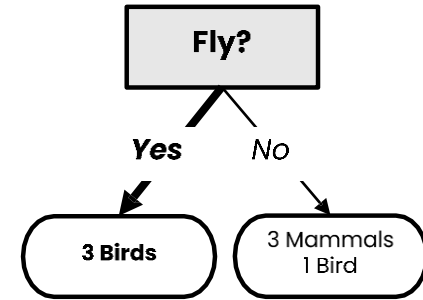 Fly?
Yes
No
3 Birds
3 Mammals
1 Bird